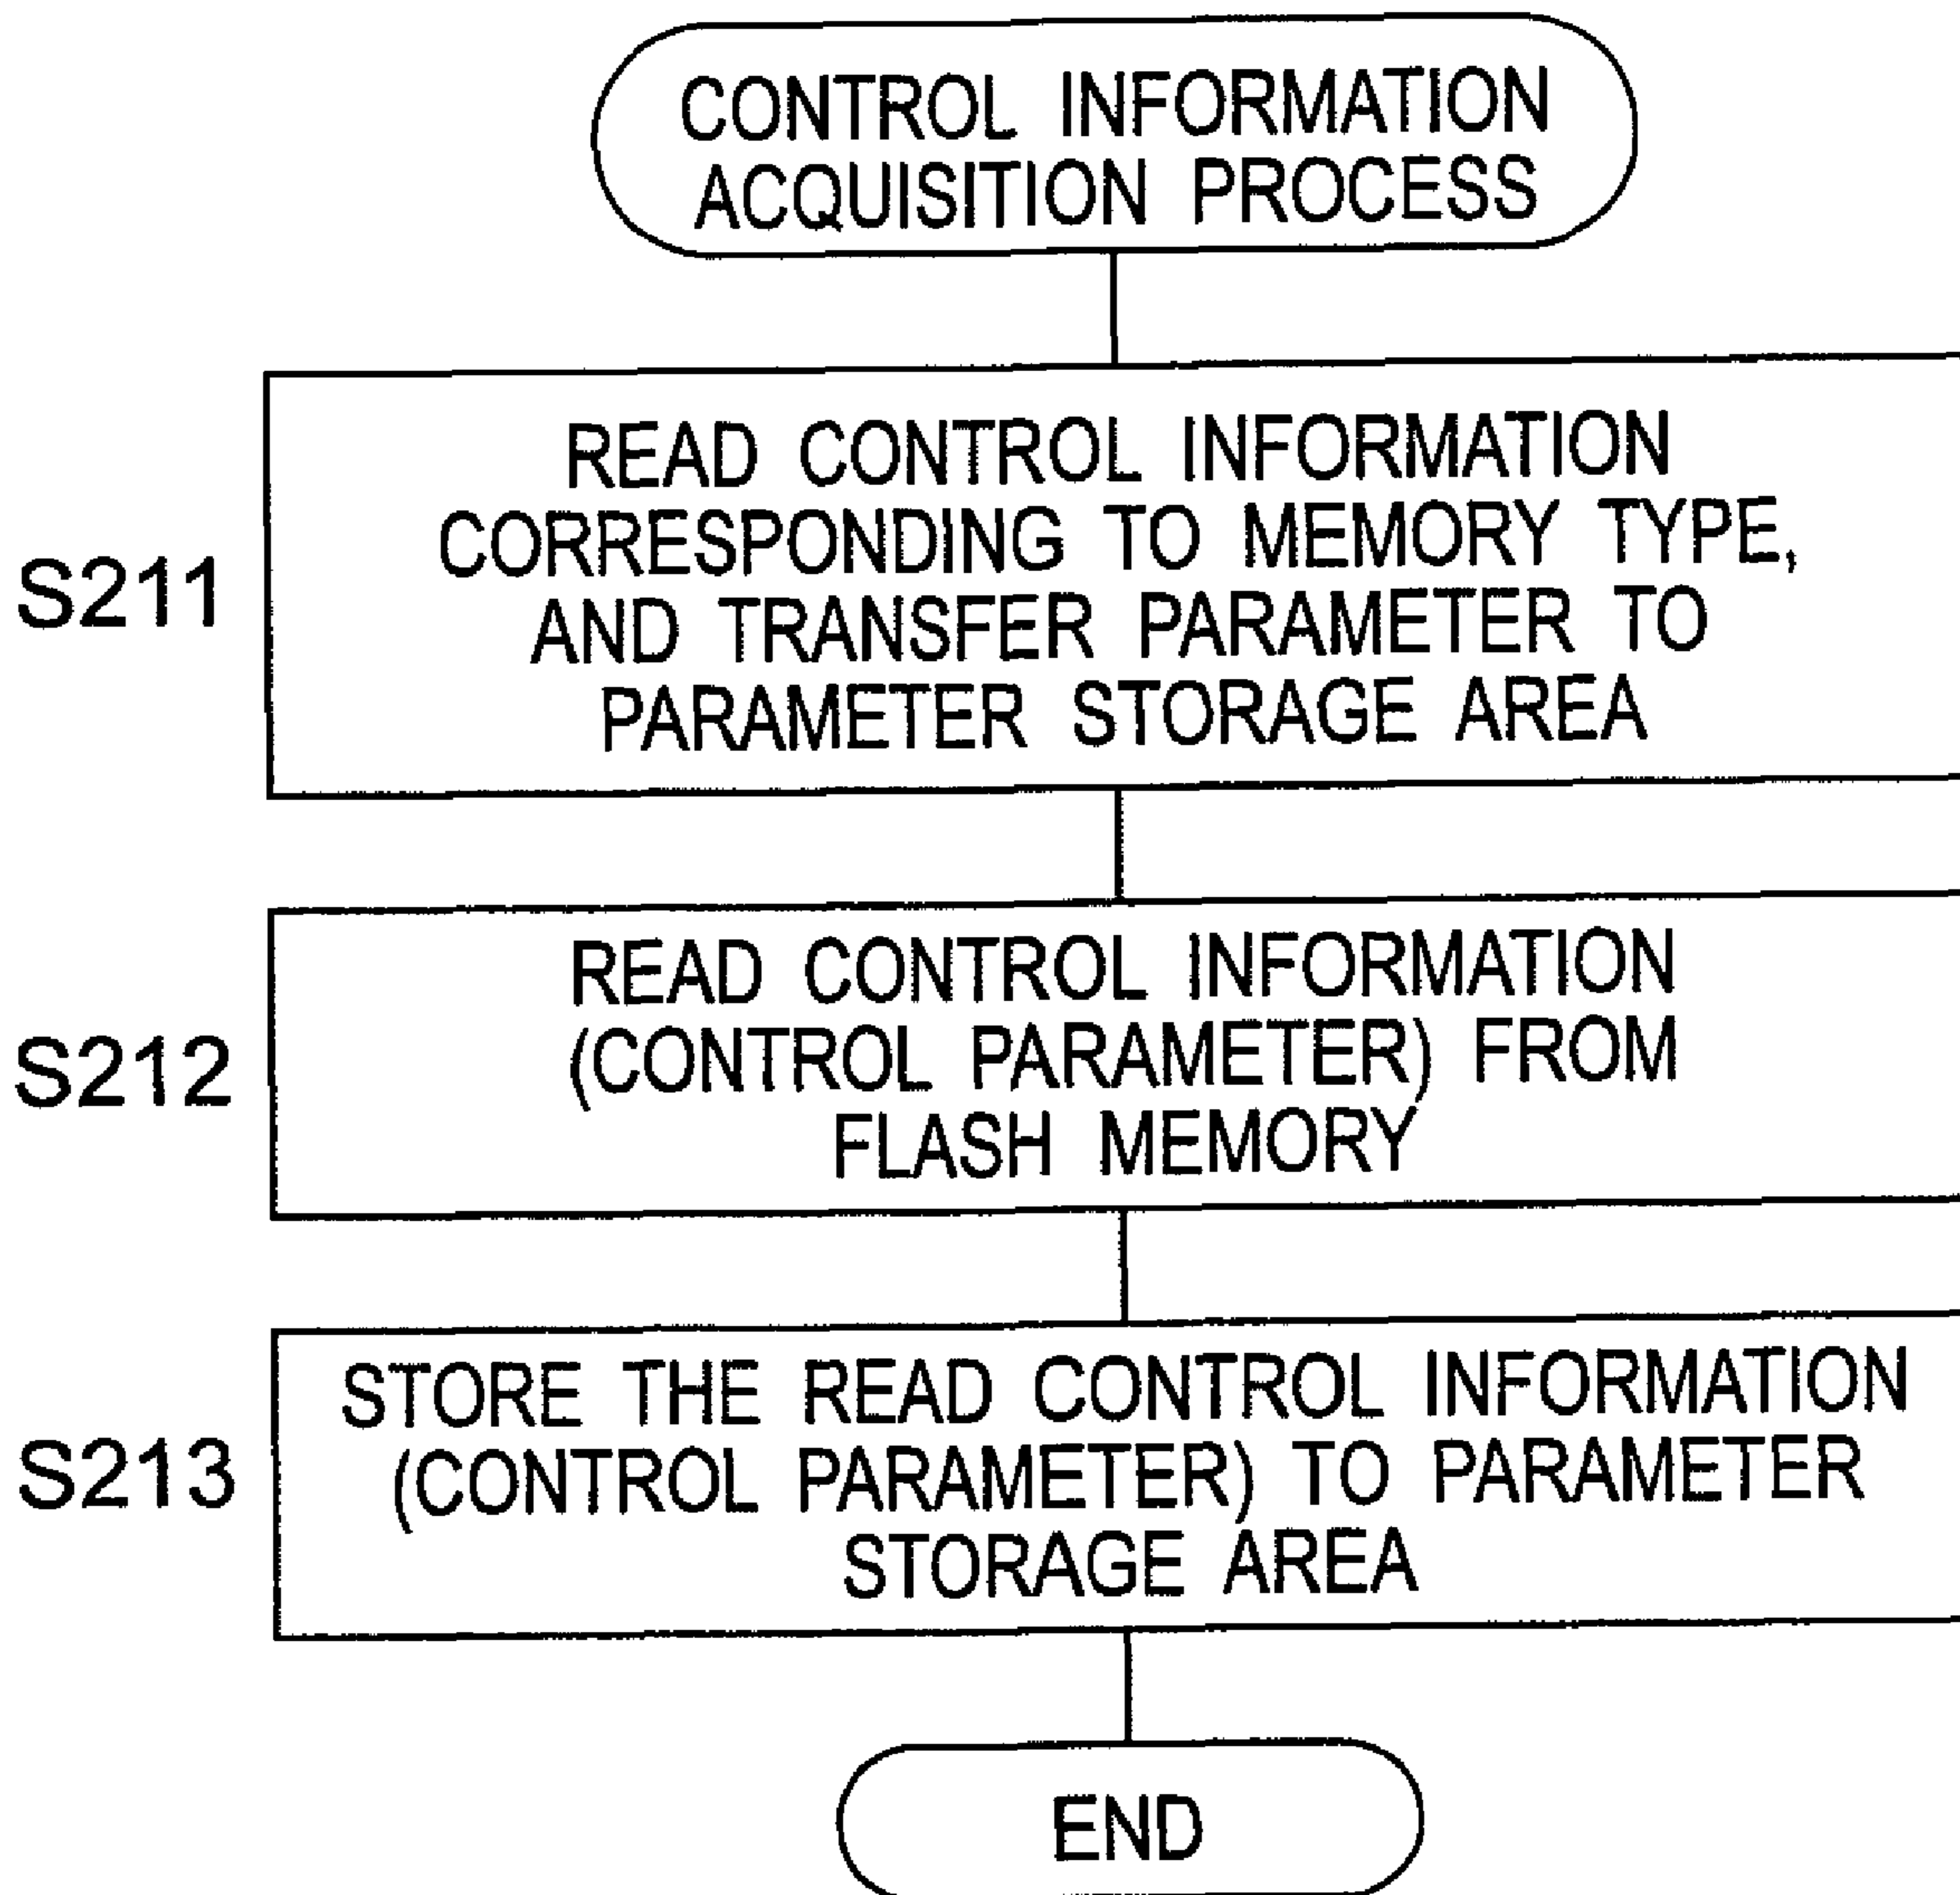 CONTROL INFORMATION
ACQUISITION PROCESS
READ CONTROL INFORMATION
CORRESPONDING TO MEMORY TYPE,
AND TRANSFER PARAMETER TO
PARAMETER STORAGE AREA
S211
READ CONTROL INFORMATION
(CONTROL PARAMETER) FROM
FLASH MEMORY
S212
STORE THE READ CONTROL INFORMATION
(CONTROL PARAMETER) TO PARAMETER
STORAGE AREA
S213
END